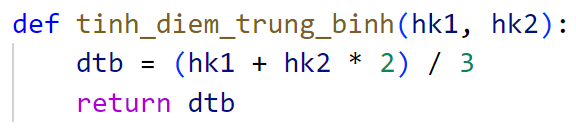 def tinh_diem_trung_binh(hk1, hk2):
    dtb = (hk1 + hk2 * 2) / 3
    return dtb